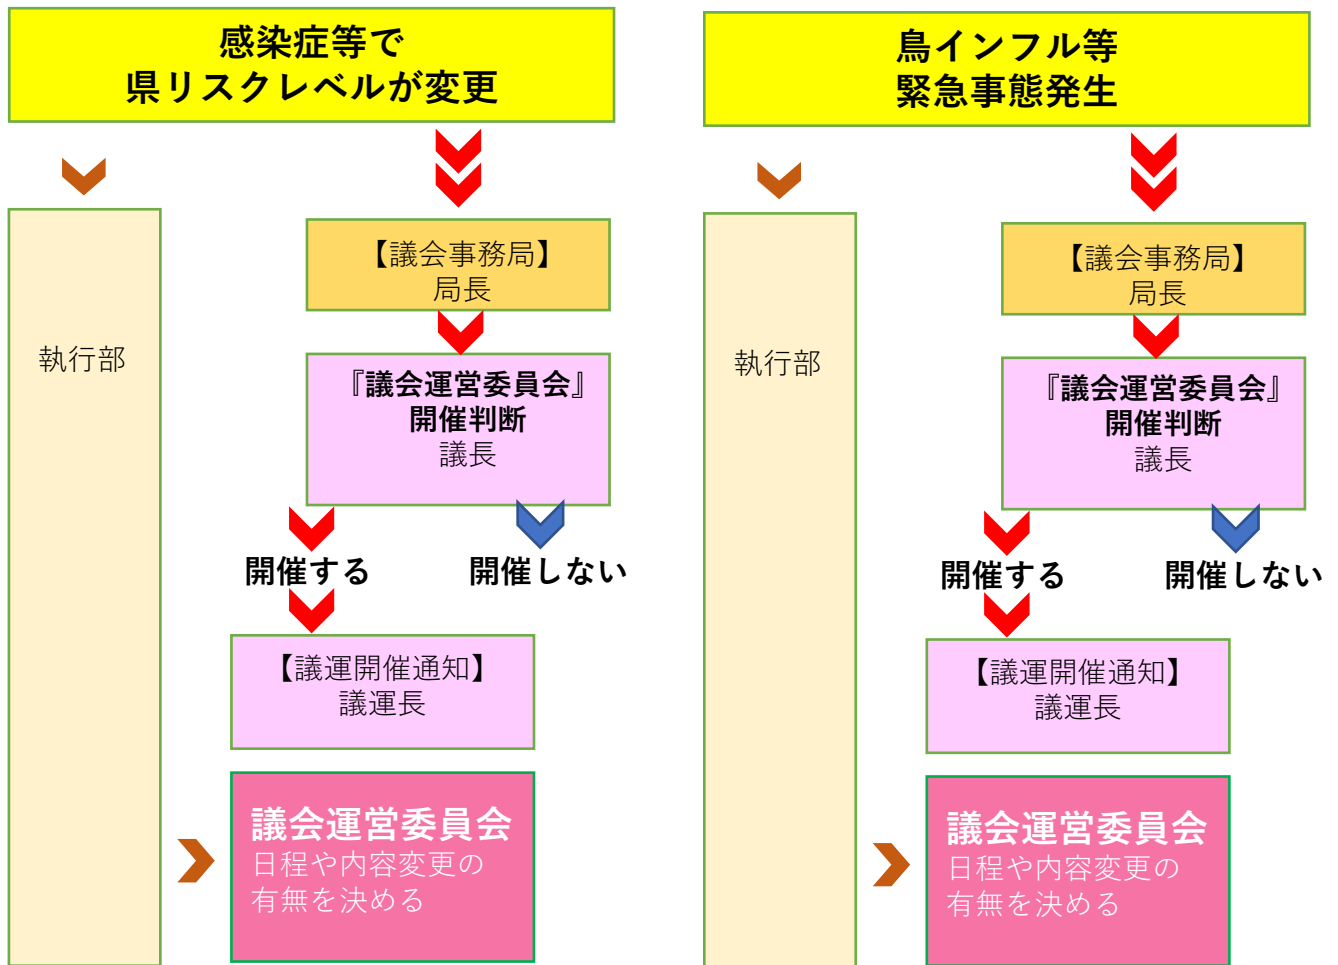 感染症等で
県リスクレベルが変更
執行部
【議会事務局】
局長
『議会運営委員会』
開催判断
議長
開催する
開催しない
【議運開催通知】
議運長
議会運営委員会
日程や内容変更の
有無を決める
鳥インフル等
緊急事態発生
執行部
【議会事務局】
局長
『議会運営委員会』
開催判断
議長
開催する
開催しない
【議運開催通知】
議運長
議会運営委員会
日程や内容変更の
有無を決める